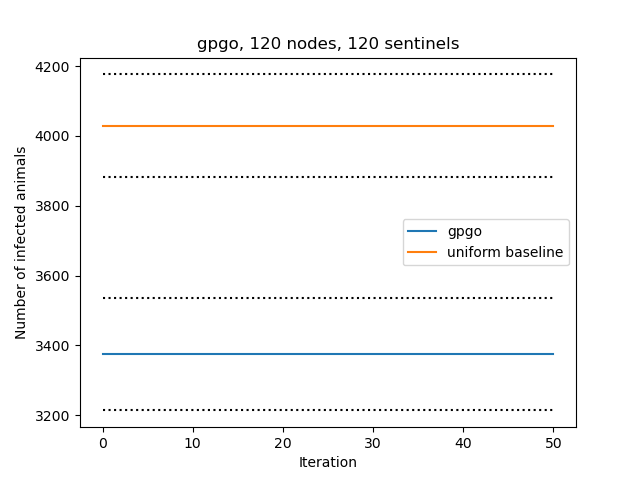 gpgo, 120 nodes, 120 sentinels
4200
4000
3800
3600
3400
3200
Number of infected animals
gpgo
uniform baseline
0 10 20 30 40 50
Iteration